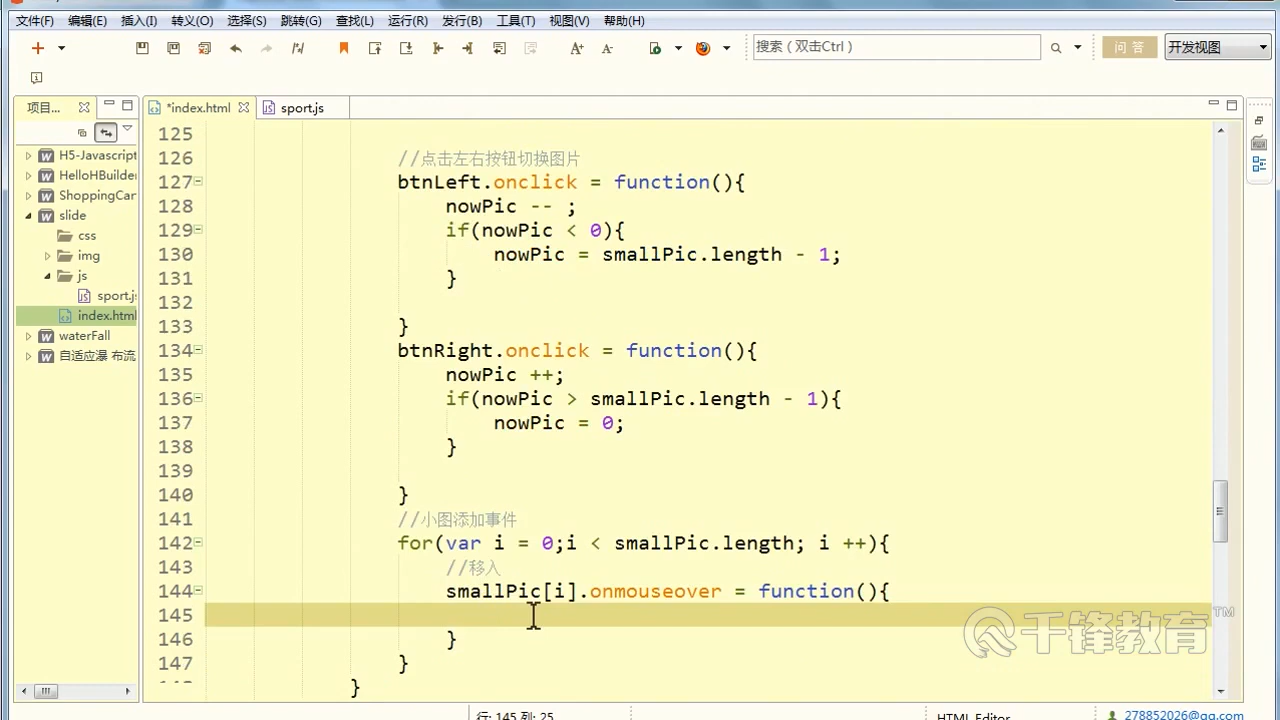 文件(F) 编辑(E) 插入(I) 转义(O) 选择(S) 跳转(G) 查找(L) 运行(R) 发行(B) 工具(T) 视图(V) 帮助(H)
搜索（双击Ctrl）
问 答
开发视图
项目...
*index.html
sport.js
H5-Javascript
HelloHBuilder
ShoppingCar
slide
css
img
js
sport.js
index.html
waterFall
自适应瀑 布流
125
126 //点击左右按钮切换图片
127 btnLeft.onclick = function(){
128 nowPic -- ;
129 if(nowPic < 0){
130 nowPic = smallPic.length - 1;
131 }
132
133 }
134 btnRight.onclick = function(){
135 nowPic ++;
136 if(nowPic > smallPic.length - 1){
137 nowPic = 0;
138 }
139
140 }
141 //小图添加事件
142 for(var i = 0;i < smallPic.length; i ++){
143 //移入
144 smallPic[i].onmouseover = function(){
145
146 }
147 }
}
千锋教育™
行: 145 列: 25
HTML Editor
278852026@qq.com